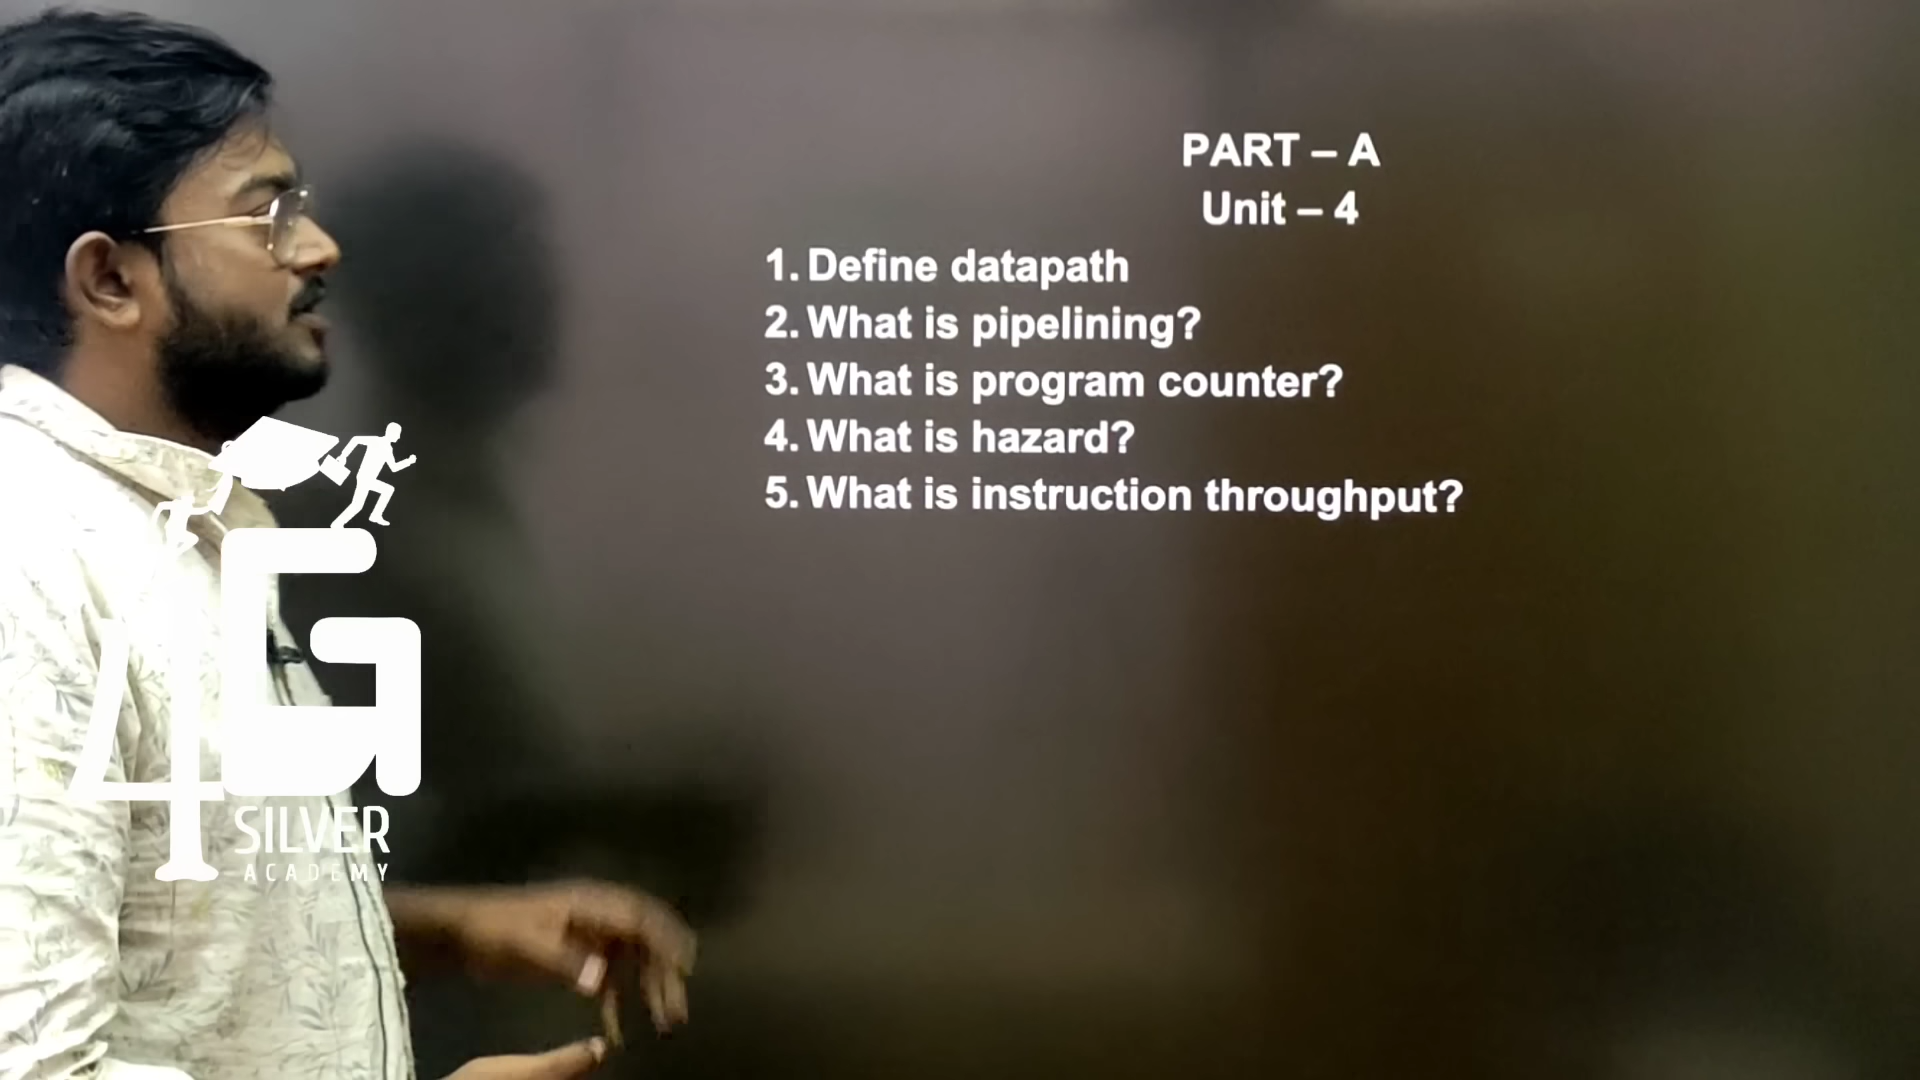 PART – A
Unit – 4
1. Define datapath
2. What is pipelining?
3. What is program counter?
4. What is hazard?
5. What is instruction throughput?
4G
SILVER
ACADEMY